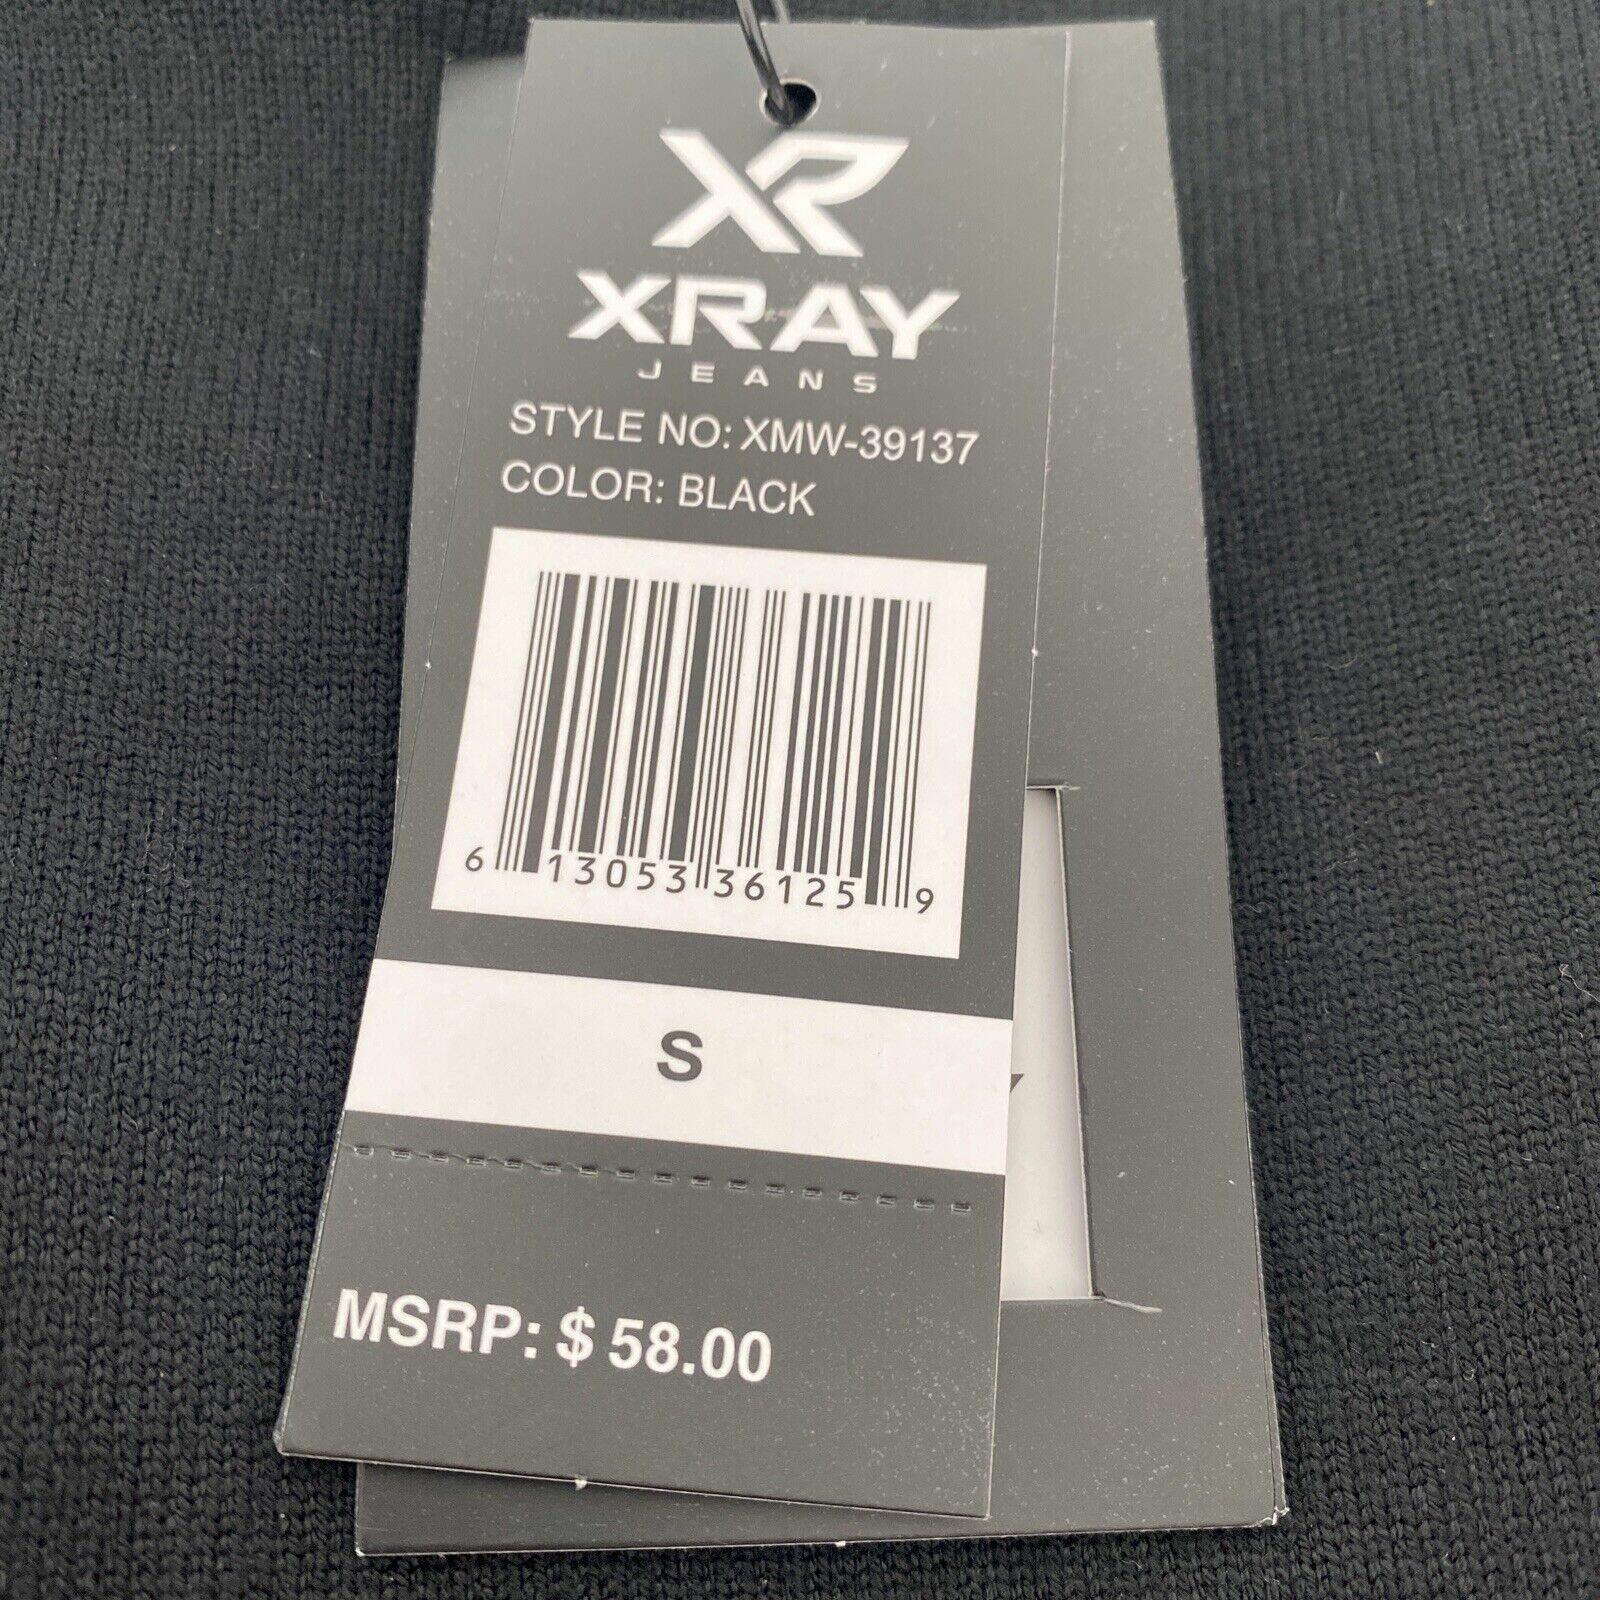 XR
XRAY
JEANS
STYLE NO: XMW-39137
COLOR: BLACK
6 13053 36125 9
S
MSRP: $ 58.00